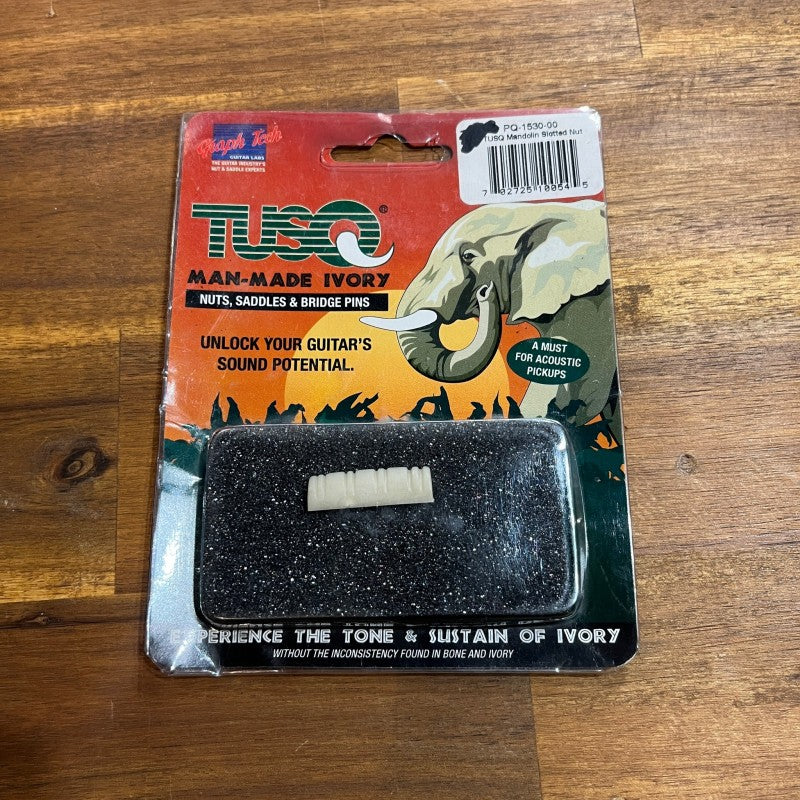 Graph Tech
GUITAR LABS
THE GUITAR INDUSTRY'S
NUT & SADDLE EXPERTS
PQ-1530-00
TUSQ Mandolin Slotted Nut
7 02725 10054 5
TUSQ®
MAN-MADE IVORY
NUTS, SADDLES & BRIDGE PINS
UNLOCK YOUR GUITAR'S
SOUND POTENTIAL.
A MUST
FOR ACOUSTIC
PICKUPS
EXPERIENCE THE TONE & SUSTAIN OF IVORY
WITHOUT THE INCONSISTENCY FOUND IN BONE AND IVORY